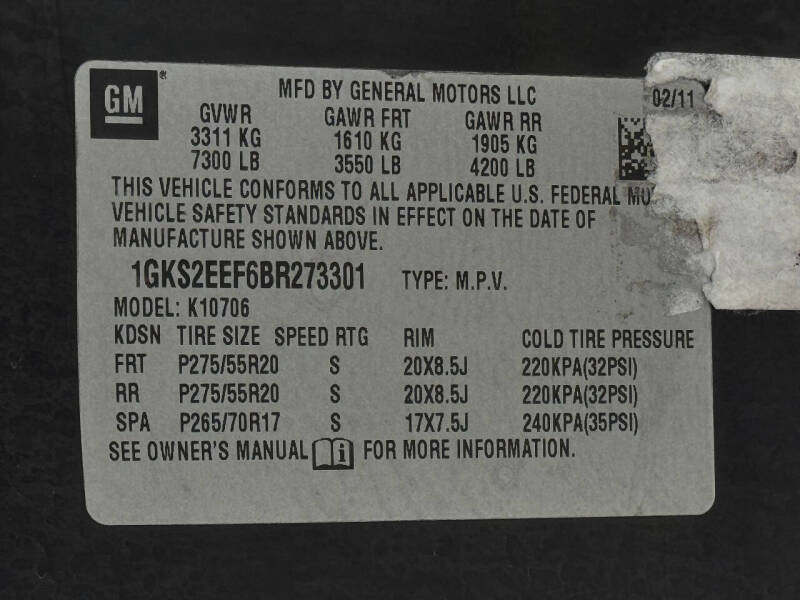 GM®
MFD BY GENERAL MOTORS LLC
02/11
GVWR GAWR FRT GAWR RR
3311 KG 1610 KG 1905 KG
7300 LB 3550 LB 4200 LB
THIS VEHICLE CONFORMS TO ALL APPLICABLE U.S. FEDERAL MO
VEHICLE SAFETY STANDARDS IN EFFECT ON THE DATE OF
MANUFACTURE SHOWN ABOVE.
1GKS2EEF6BR273301 TYPE: M.P.V.
MODEL: K10706
KDSN TIRE SIZE SPEED RTG RIM COLD TIRE PRESSURE
FRT P275/55R20 S 20X8.5J 220KPA(32PSI)
RR P275/55R20 S 20X8.5J 220KPA(32PSI)
SPA P265/70R17 S 17X7.5J 240KPA(35PSI)
SEE OWNER'S MANUAL i FOR MORE INFORMATION.